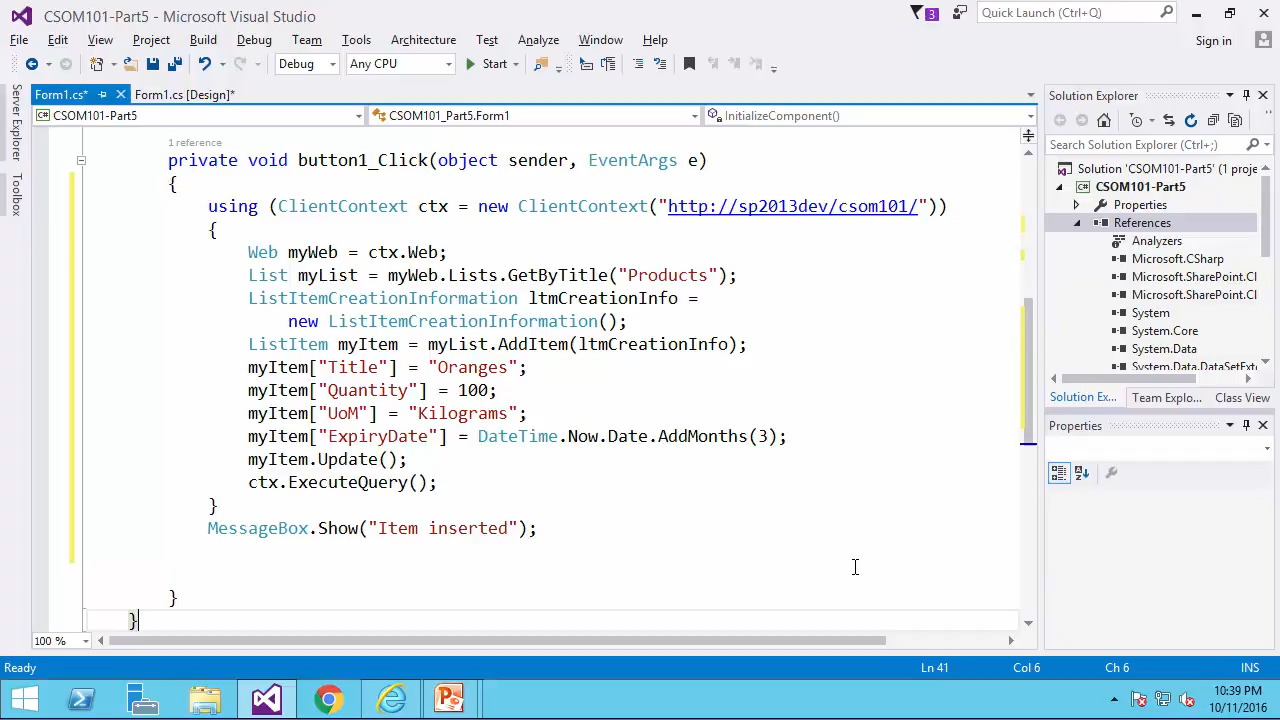 CSOM101-Part5 - Microsoft Visual Studio
3
Quick Launch (Ctrl+Q)
File Edit View Project Build Debug Team Tools Architecture Test Analyze Window Help
Sign in
Debug Any CPU Start
Server Explorer
Toolbox
Form1.cs* Form1.cs [Design]*
C# CSOM101-Part5 CSOM101_Part5.Form1 InitializeComponent()
1 reference
private void button1_Click(object sender, EventArgs e)
{
using (ClientContext ctx = new ClientContext("http://sp2013dev/csom101/"))
{
Web myWeb = ctx.Web;
List myList = myWeb.Lists.GetByTitle("Products");
ListItemCreationInformation ltmCreationInfo =
new ListItemCreationInformation();
ListItem myItem = myList.AddItem(ltmCreationInfo);
myItem["Title"] = "Oranges";
myItem["Quantity"] = 100;
myItem["UoM"] = "Kilograms";
myItem["ExpiryDate"] = DateTime.Now.Date.AddMonths(3);
myItem.Update();
ctx.ExecuteQuery();
}
MessageBox.Show("Item inserted");
}
}
100 %
Solution Explorer
Search Solution Explorer (Ctrl+;)
Solution 'CSOM101-Part5' (1 proje
C# CSOM101-Part5
Properties
References
Analyzers
Microsoft.CSharp
Microsoft.SharePoint.Cl
Microsoft.SharePoint.Cl
System
System.Core
System.Data
System.Data.DataSetExt
Solution Ex... Team Explo... Class View
Properties
Ready Ln 41 Col 6 Ch 6 INS
10:39 PM
10/11/2016